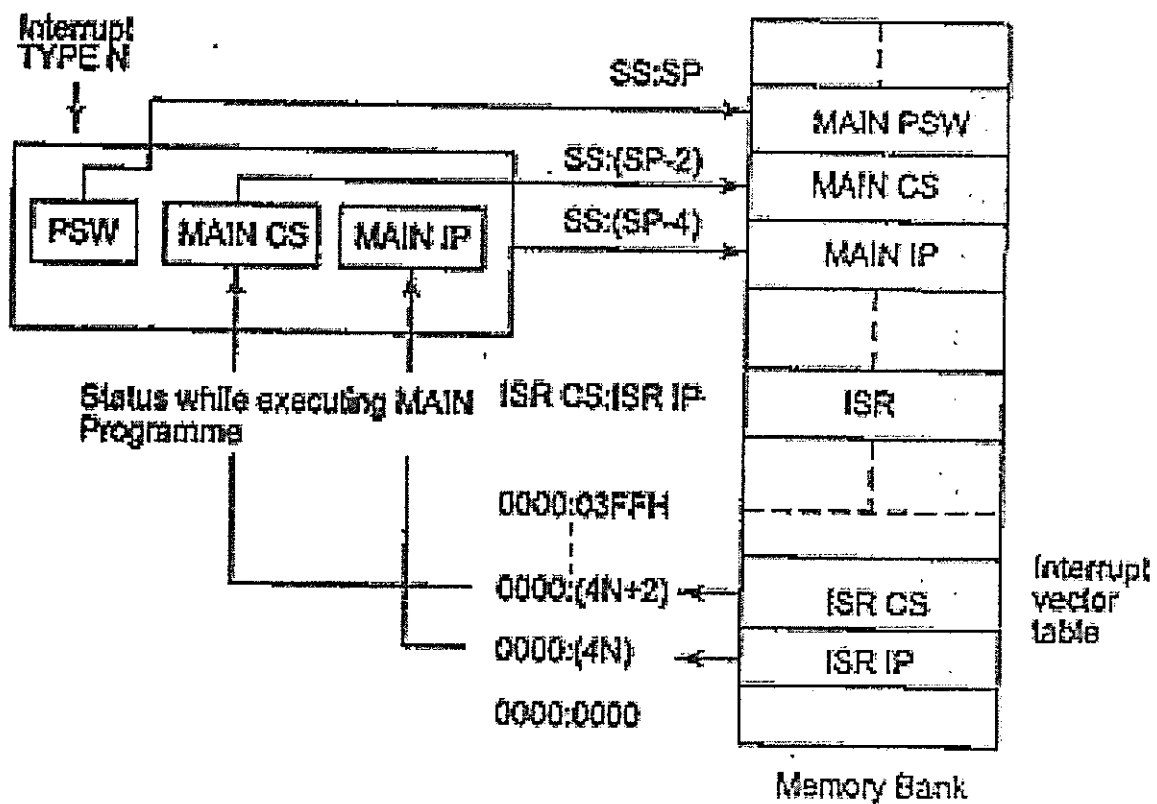 Interrupt
TYPE N
SS:SP
MAIN PSW
SS:(SP-2)
MAIN CS
PSW
MAIN CS
MAIN IP
SS:(SP-4)
MAIN IP
Status while executing MAIN
Programme
ISR CS:ISR IP
ISR
0000:03FFH
0000:(4N+2)
ISR CS
Interrupt
vector
table
0000:(4N)
ISR IP
0000:0000
Memory Bank